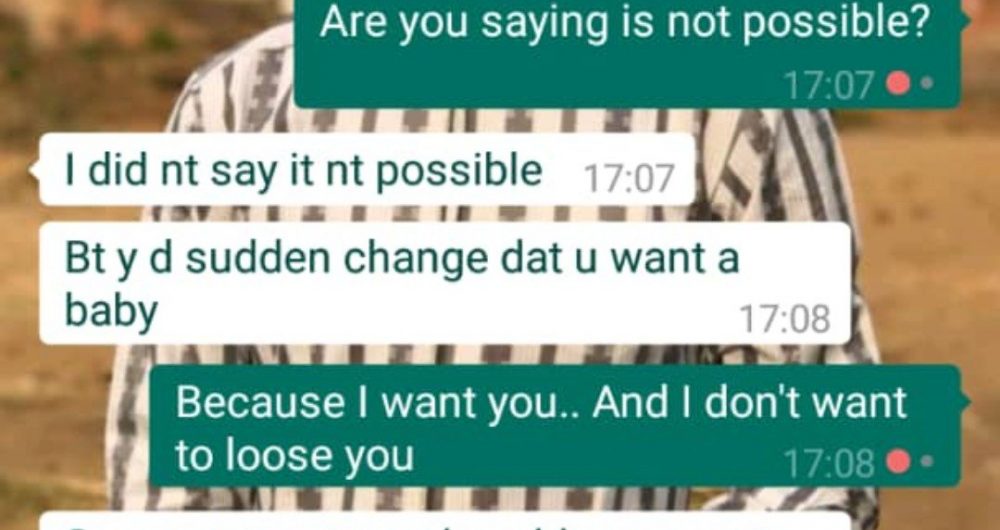 Are you saying is not possible?
17:07
I did nt say it nt possible 17:07
Bt y d sudden change dat u want a
baby 17:08
Because I want you.. And I don't want
to loose you 17:08